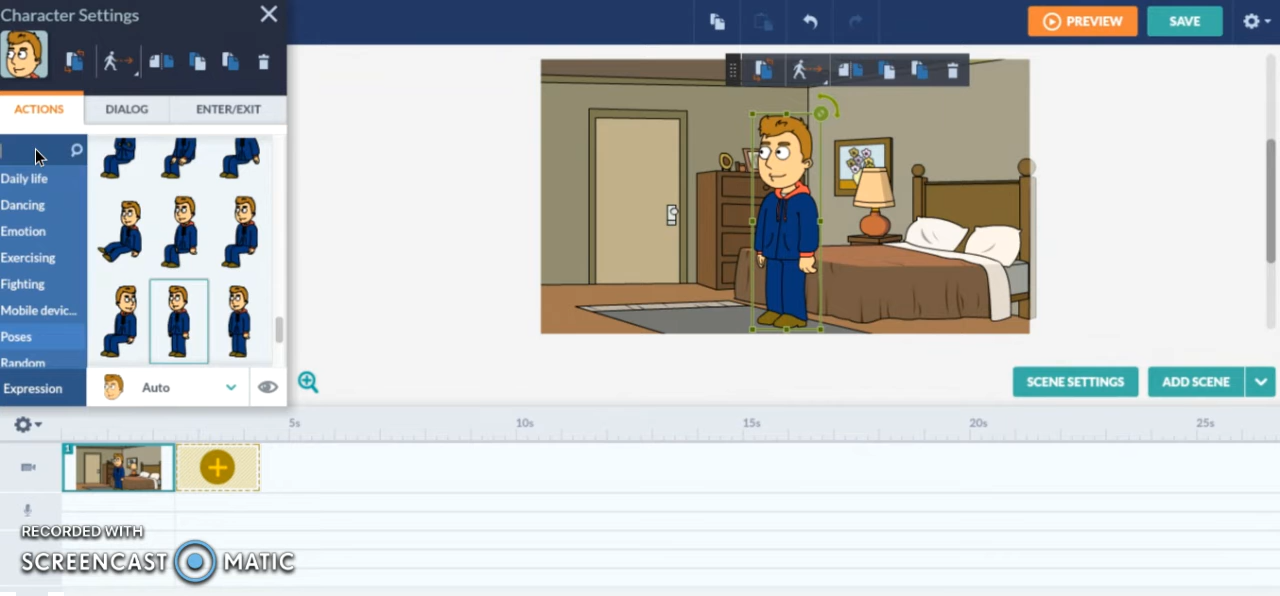 Character Settings
PREVIEW
SAVE
ACTIONS
DIALOG
ENTER/EXIT
Daily life
Dancing
Emotion
Exercising
Fighting
Mobile devic...
Poses
Random
Expression
Auto
SCENE SETTINGS
ADD SCENE
5s
10s
15s
20s
25s
1
RECORDED WITH
SCREENCAST MATIC